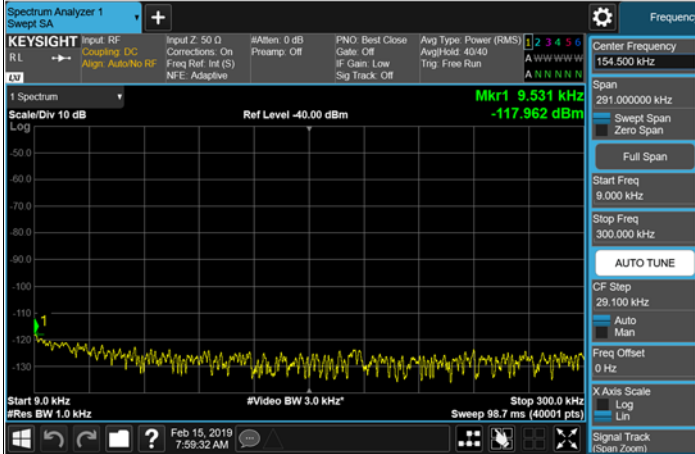 Spectrum Analyzer 1
Swept SA
Frequenc
KEYSIGHT
RL
LXI
Input: RF
Coupling: DC
Align: Auto/No RF
Input Z: 50 Ω
Corrections: On
Freq Ref: Int (S)
NFE: Adaptive
#Atten: 0 dB
Preamp: Off
PNO: Best Close
Gate: Off
IF Gain: Low
Sig Track: Off
Avg Type: Power (RMS)
Avg|Hold: 40/40
Trig: Free Run
1 2 3 4 5 6
A W W W W W
A N N N N N
1 Spectrum
Scale/Div 10 dB
Log
Ref Level -40.00 dBm
Mkr1 9.531 kHz
-117.962 dBm
-50.0
-60.0
-70.0
-80.0
-90.0
-100
-110
-120
-130
1
Start 9.0 kHz
#Res BW 1.0 kHz
#Video BW 3.0 kHz*
Stop 300.0 kHz
Sweep 98.7 ms (40001 pts)
?
Feb 15, 2019
7:59:32 AM
Center Frequency
154.500 kHz
Span
291.000000 kHz
Swept Span
Zero Span
Full Span
Start Freq
9.000 kHz
Stop Freq
300.000 kHz
AUTO TUNE
CF Step
29.100 kHz
Auto
Man
Freq Offset
0 Hz
X Axis Scale
Log
Lin
Signal Track
(Span Zoom)